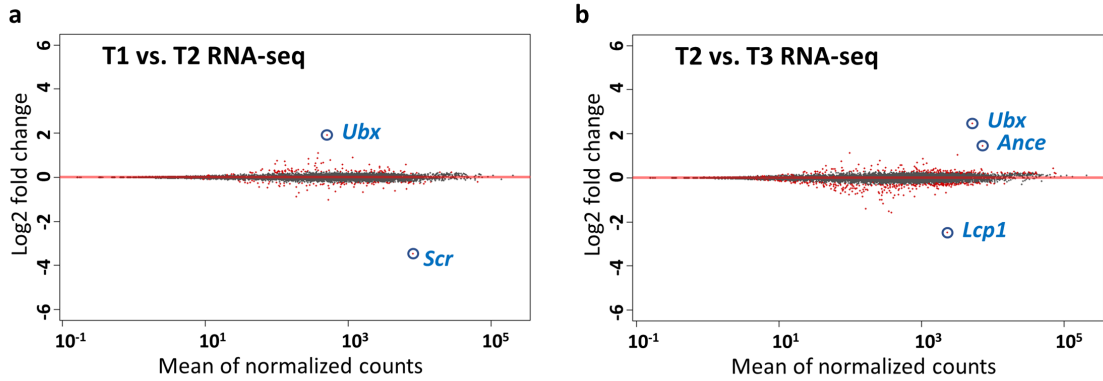 a
T1 vs. T2 RNA-seq
Log2 fold change
6
4
2
0
-2
-4
-6
Ubx
Scr
10⁻¹ 10¹ 10³ 10⁵
Mean of normalized counts
b
T2 vs. T3 RNA-seq
Log2 fold change
6
4
2
0
-2
-4
-6
Ubx
Ance
Lcp1
10⁻¹ 10¹ 10³ 10⁵
Mean of normalized counts